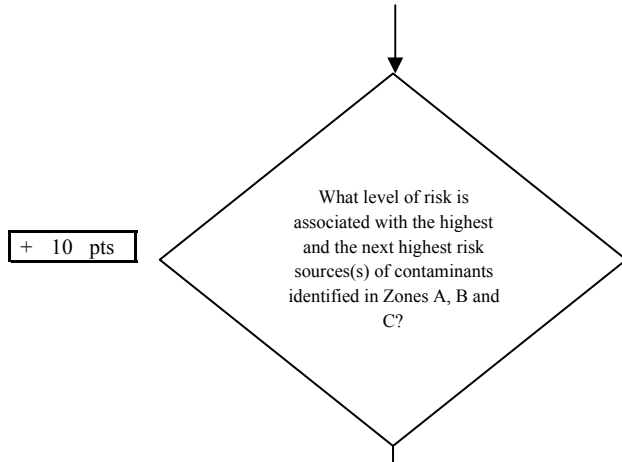 What level of risk is
associated with the highest
and the next highest risk
sources(s) of contaminants
identified in Zones A, B and
C?
+ 10 pts